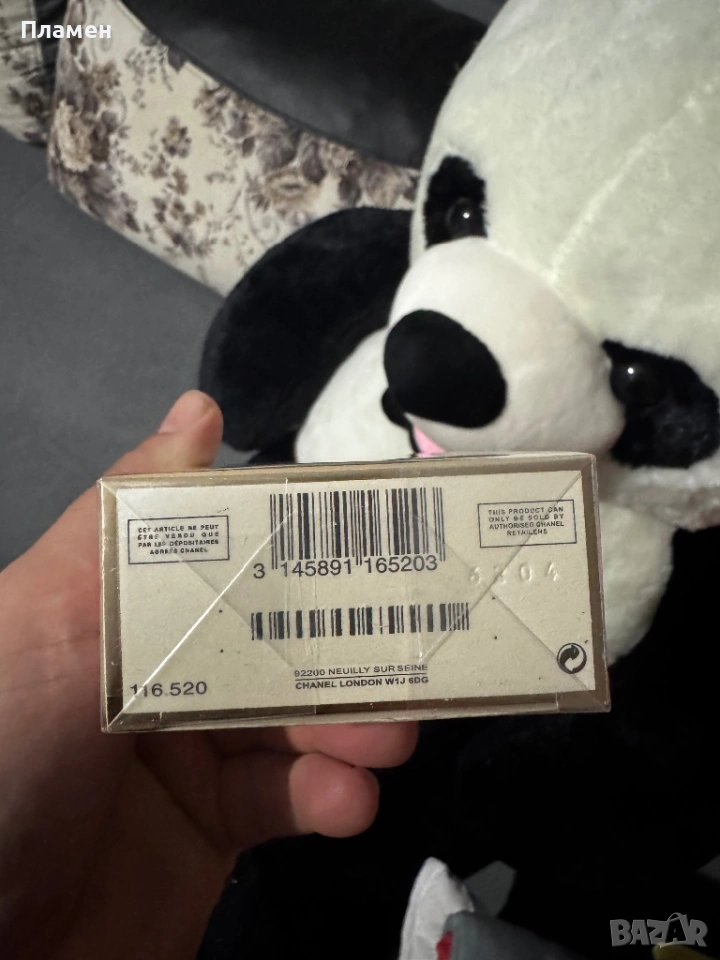 Пламен
CET ARTICLE NE PEUT
ÊTRE VENDU QUE
PAR LES DÉPOSITAIRES
AGRÉÉS CHANEL
THIS PRODUCT CAN
ONLY BE SOLD BY
AUTHORISED CHANEL
RETAILERS
3 145891 165203
92200 NEUILLY SUR SEINE
CHANEL LONDON W1J 6DG
116.520
BAZAR